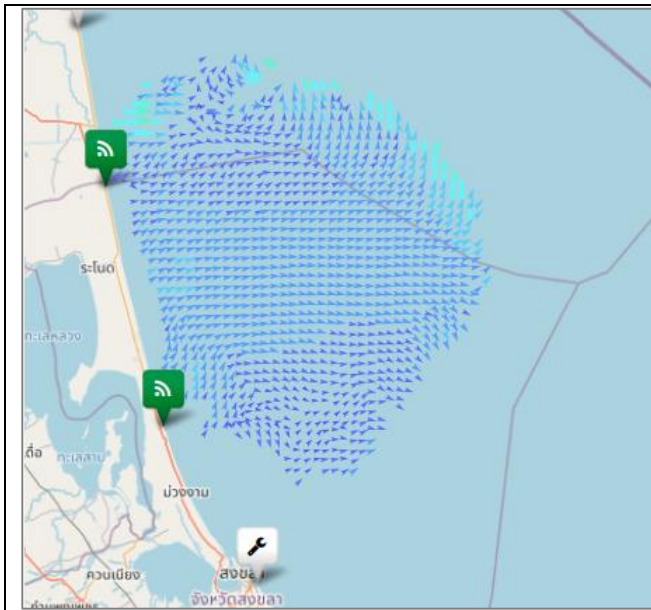 ระโนด
ทะเลหลวง
ทะเลสาบ
ม่วงงาม
ควนเนียง
สงขลา
จังหวัดสงขลา